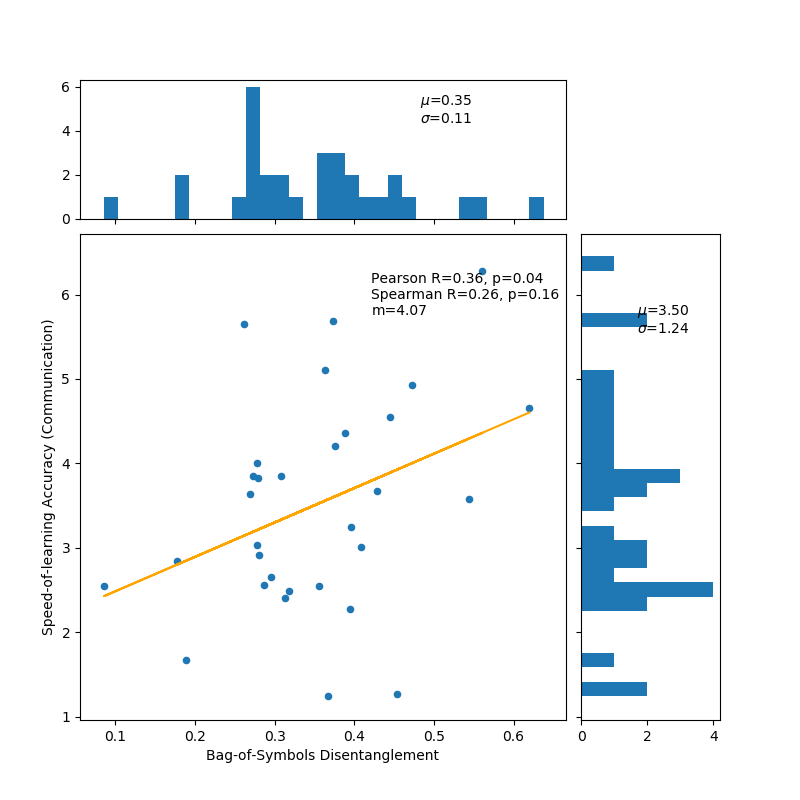 6
4
2
0
μ=0.35
σ=0.11
Pearson R=0.36, p=0.04
Spearman R=0.26, p=0.16
m=4.07
6
5
4
3
2
1
Speed-of-learning Accuracy (Communication)
0.1 0.2 0.3 0.4 0.5 0.6
Bag-of-Symbols Disentanglement
μ=3.50
σ=1.24
0 2 4